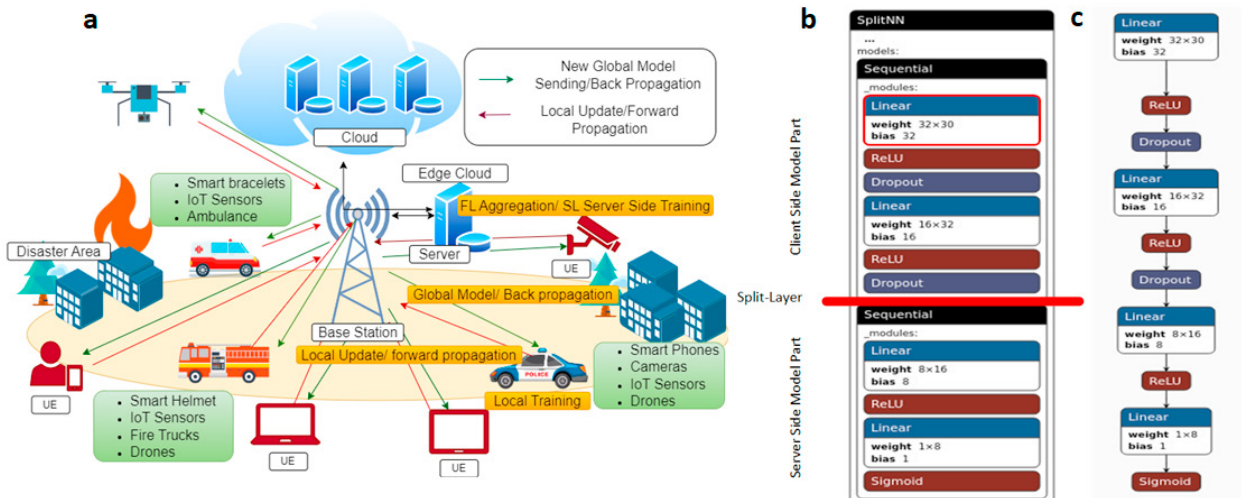 a
New Global Model
Sending/Back Propagation
Local Update/Forward
Propagation
Cloud
Edge Cloud
FL Aggregation/ SL Server Side Training
Server
UE
• Smart bracelets
• IoT Sensors
• Ambulance
Disaster Area
Global Model/ Back propagation
Base Station
Local Update/ forward propagation
POLICE
Local Training
• Smart Phones
• Cameras
• IoT Sensors
• Drones
UE
• Smart Helmet
• IoT Sensors
• Fire Trucks
• Drones
UE
UE
b
Client Side Model Part
Split-Layer
Server Side Model Part
SplitNN
...
models:
Sequential
_modules:
Linear
weight 32×30
bias 32
ReLU
Dropout
Linear
weight 16×32
bias 16
ReLU
Dropout
Sequential
_modules:
Linear
weight 8×16
bias 8
ReLU
Linear
weight 1×8
bias 1
Sigmoid
c
Linear
weight 32×30
bias 32
ReLU
Dropout
Linear
weight 16×32
bias 16
ReLU
Dropout
Linear
weight 8×16
bias 8
ReLU
Linear
weight 1×8
bias 1
Sigmoid